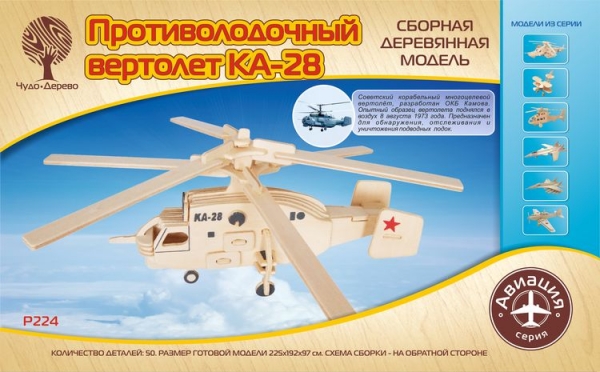 Противолодочный
вертолет КА-28
СБОРНАЯ
ДЕРЕВЯННАЯ
МОДЕЛЬ
МОДЕЛИ ИЗ СЕРИИ
Чудо-Дерево
Советский корабельный многоцелевой
вертолёт, разработан ОКБ Камова.
Опытный образец вертолета поднялся в
воздух 8 августа 1973 года. Предназначен
для обнаружения, отслеживания и
уничтожения подводных лодок.
КА-28
P224
Авиация
серия
КОЛИЧЕСТВО ДЕТАЛЕЙ: 50. РАЗМЕР ГОТОВОЙ МОДЕЛИ 225х192х97 см. СХЕМА СБОРКИ - НА ОБРАТНОЙ СТОРОНЕ